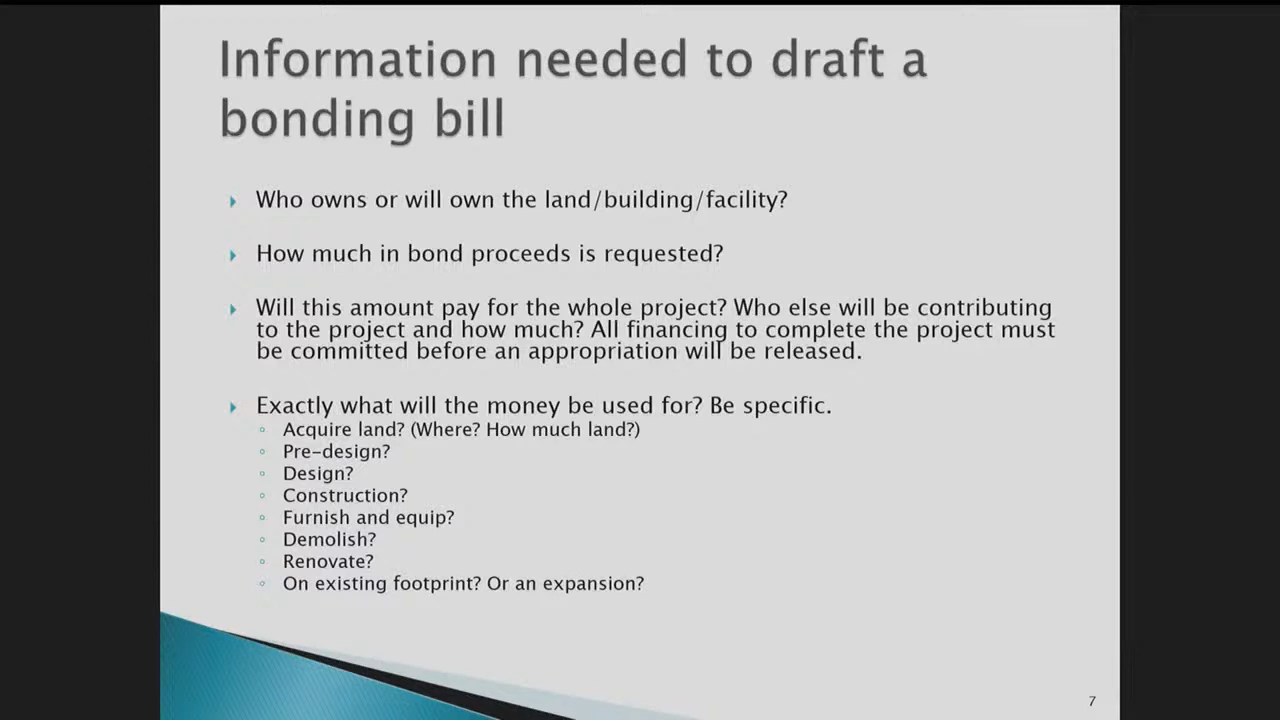 Information needed to draft a
bonding bill
Who owns or will own the land/building/facility?
How much in bond proceeds is requested?
Will this amount pay for the whole project? Who else will be contributing
to the project and how much? All financing to complete the project must
be committed before an appropriation will be released.
Exactly what will the money be used for? Be specific.
Acquire land? (Where? How much land?)
Pre-design?
Design?
Construction?
Furnish and equip?
Demolish?
Renovate?
On existing footprint? Or an expansion?
7